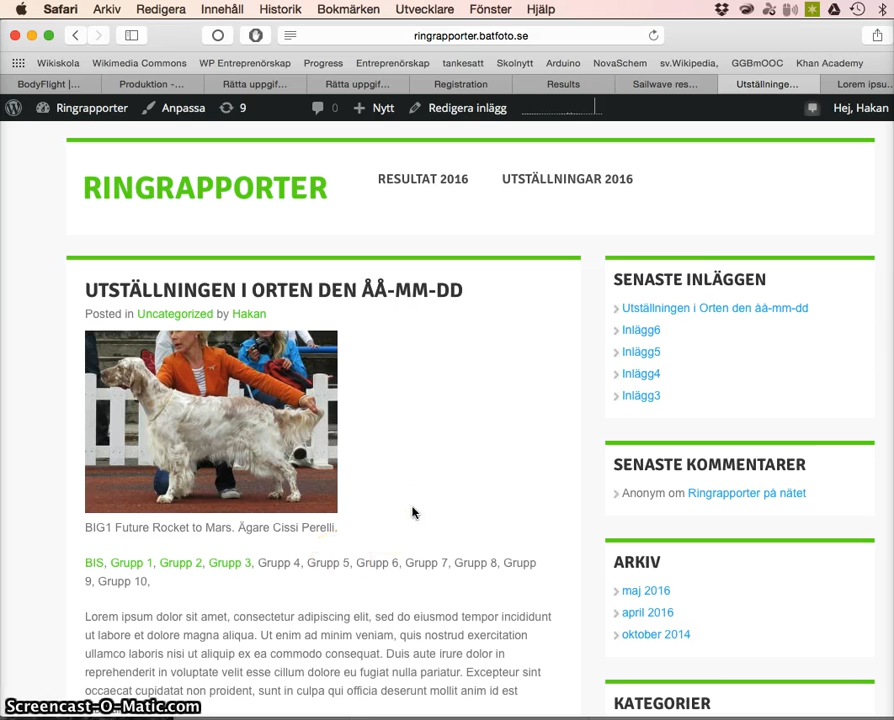 Safari Arkiv Redigera Innehåll Historik Bokmärken Utvecklare Fönster Hjälp
ringrapporter.batfoto.se
Wikiskola Wikimedia Commons WP Entreprenörskap Progress Entreprenörskap tankesatt Skolnytt Arduino NovaSchem sv.Wikipedia, GGBmOOC Khan Academy
BodyFlight |... Produktion -... Rätta uppgif... Rätta uppgif... Registration Results Sailwave res... Utställninge... Lorem ipsu...
Ringrapporter Anpassa 9 0 Nytt Redigera inlägg Hej, Hakan
RINGRAPPORTER
RESULTAT 2016 UTSTÄLLNINGAR 2016
UTSTÄLLNINGEN I ORTEN DEN ÅÅ-MM-DD
Posted in Uncategorized by Hakan
BIG1 Future Rocket to Mars. Ägare Cissi Perelli.
BIS, Grupp 1, Grupp 2, Grupp 3, Grupp 4, Grupp 5, Grupp 6, Grupp 7, Grupp 8, Grupp
9, Grupp 10,
Lorem ipsum dolor sit amet, consectetur adipiscing elit, sed do eiusmod tempor incididunt
ut labore et dolore magna aliqua. Ut enim ad minim veniam, quis nostrud exercitation
ullamco laboris nisi ut aliquip ex ea commodo consequat. Duis aute irure dolor in
reprehenderit in voluptate velit esse cillum dolore eu fugiat nulla pariatur. Excepteur sint
occaecat cupidatat non proident, sunt in culpa qui officia deserunt mollit anim id est
SENASTE INLÄGGEN
Utställningen i Orten den åå-mm-dd
Inlägg6
Inlägg5
Inlägg4
Inlägg3
SENASTE KOMMENTARER
Anonym om Ringrapporter på nätet
ARKIV
maj 2016
april 2016
oktober 2014
KATEGORIER
Screencast-O-Matic.com